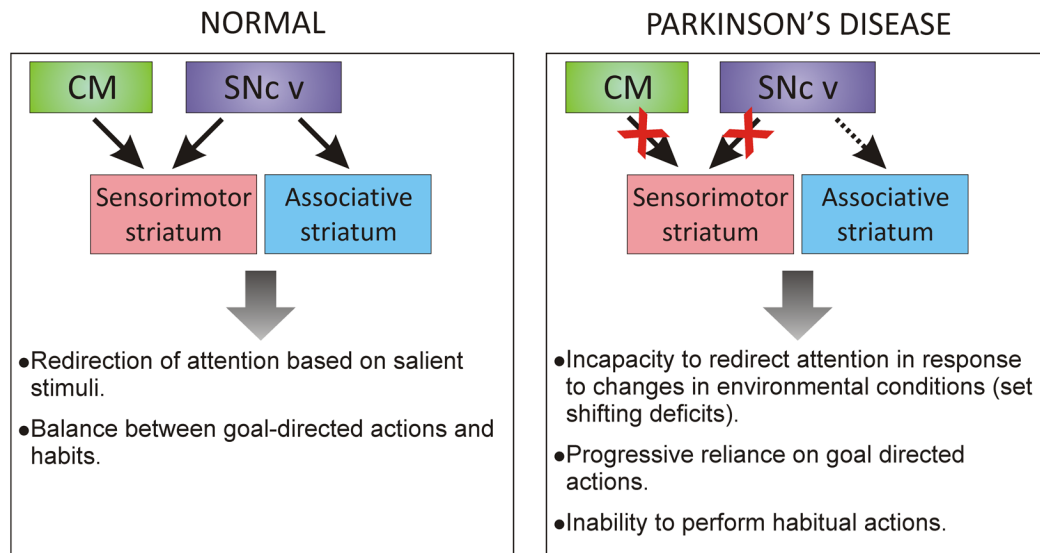 NORMAL
CM
SNc v
Sensorimotor
striatum
Associative
striatum
●Redirection of attention based on salient
stimuli.
●Balance between goal-directed actions and
habits.
PARKINSON'S DISEASE
CM
SNc v
Sensorimotor
striatum
Associative
striatum
●Incapacity to redirect attention in response
to changes in environmental conditions (set
shifting deficits).
●Progressive reliance on goal directed
actions.
●Inability to perform habitual actions.